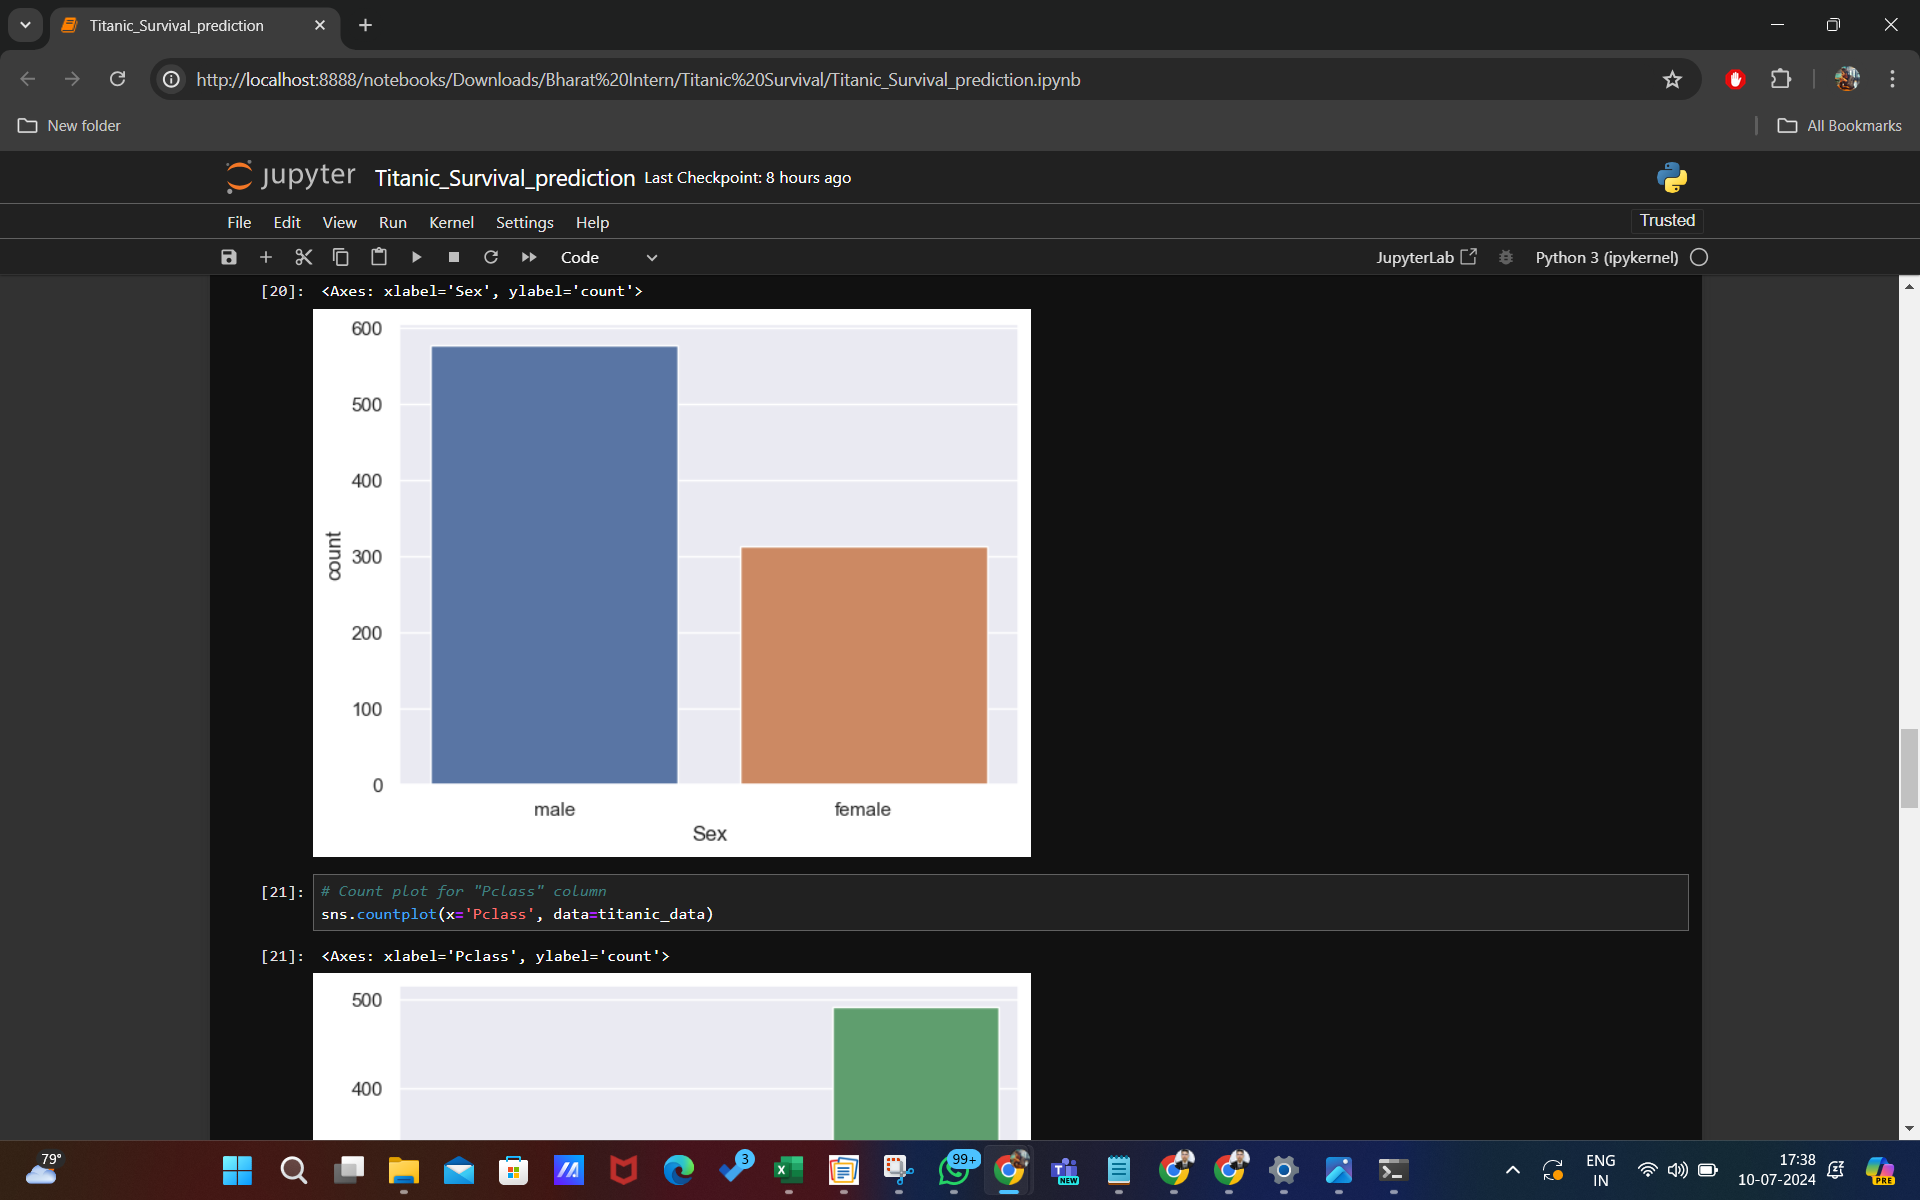 Titanic_Survival_prediction
http://localhost:8888/notebooks/Downloads/Bharat%20Intern/Titanic%20Survival/Titanic_Survival_prediction.ipynb
New folder
All Bookmarks
jupyter Titanic_Survival_prediction Last Checkpoint: 8 hours ago
File Edit View Run Kernel Settings Help
Trusted
Code
JupyterLab
Python 3 (ipykernel)
[20]: <Axes: xlabel='Sex', ylabel='count'>
600
500
400
300
200
100
0
count
male female
Sex
[21]: # Count plot for "Pclass" column
sns.countplot(x='Pclass', data=titanic_data)
[21]: <Axes: xlabel='Pclass', ylabel='count'>
500
400
79°
3
99+
NEW
ENG
IN
17:38
10-07-2024
PRE